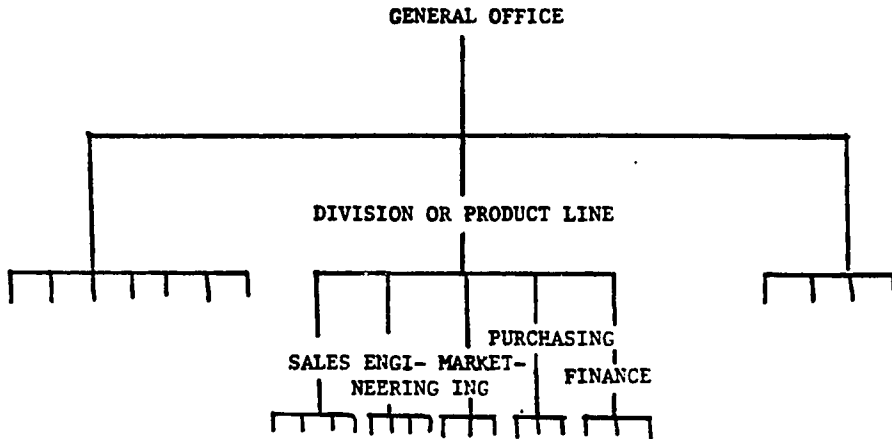 GENERAL OFFICE
DIVISION OR PRODUCT LINE
PURCHASING
SALES ENGI- MARKET-
NEERING ING
FINANCE